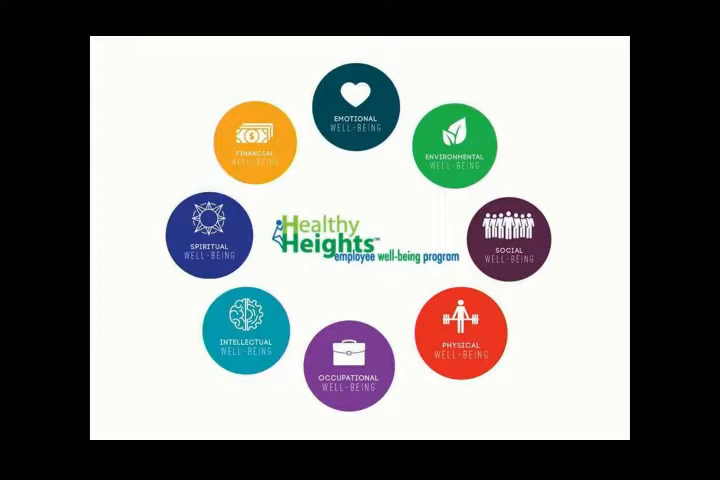 EMOTIONAL
WELL-BEING
ENVIRONMENTAL
WELL-BEING
SOCIAL
WELL-BEING
PHYSICAL
WELL-BEING
OCCUPATIONAL
WELL-BEING
INTELLECTUAL
WELL-BEING
SPIRITUAL
WELL-BEING
FINANCIAL
WELL-BEING
Healthy
Heights™
employee well-being program